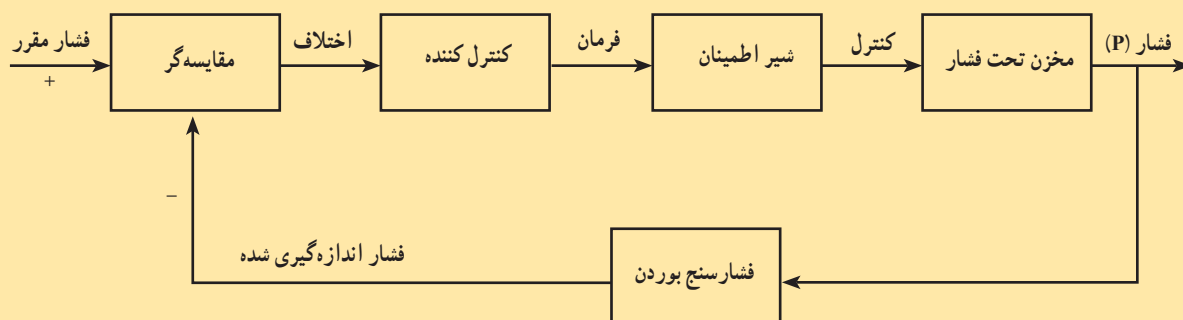 فشار مقرر
+
مقایسه‌گر
اختلاف
کنترل کننده
فرمان
شیر اطمینان
کنترل
مخزن تحت فشار
فشار (P)
−
فشار اندازه‌گیری شده
فشارسنج بوردن